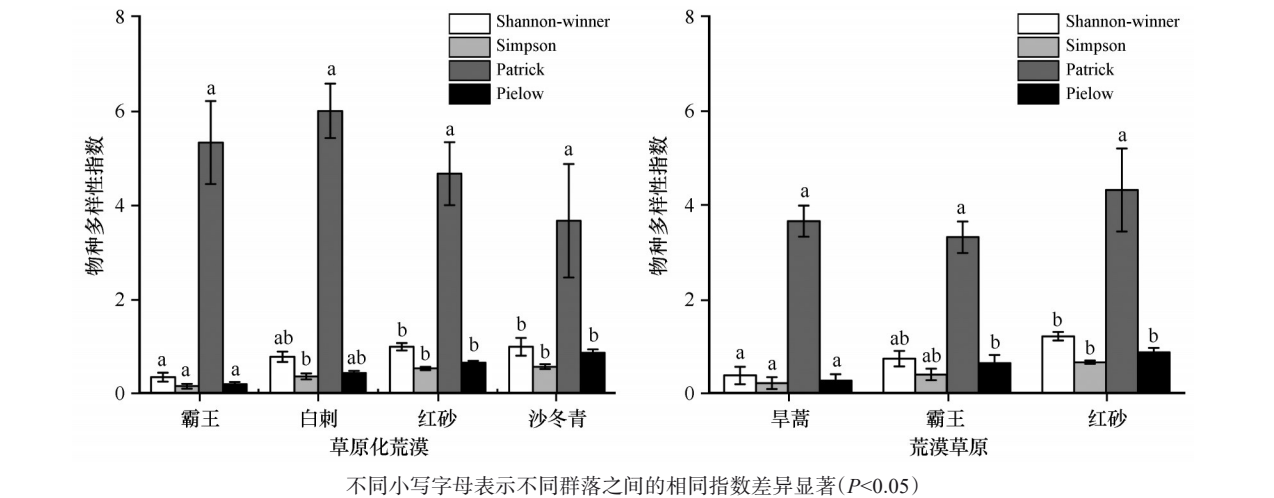 8
6
4
2
0
物种多样性指数
Shannon-winner
Simpson
Patrick
Pielow
a a a a
ab b a ab
b b a b
b b a b
霸王 白刺 红砂 沙冬青
草原化荒漠
8
6
4
2
0
物种多样性指数
Shannon-winner
Simpson
Patrick
Pielow
a a a a
ab ab a b
b b a b
旱蒿 霸王 红砂
荒漠草原
不同小写字母表示不同群落之间的相同指数差异显著(P<0.05)